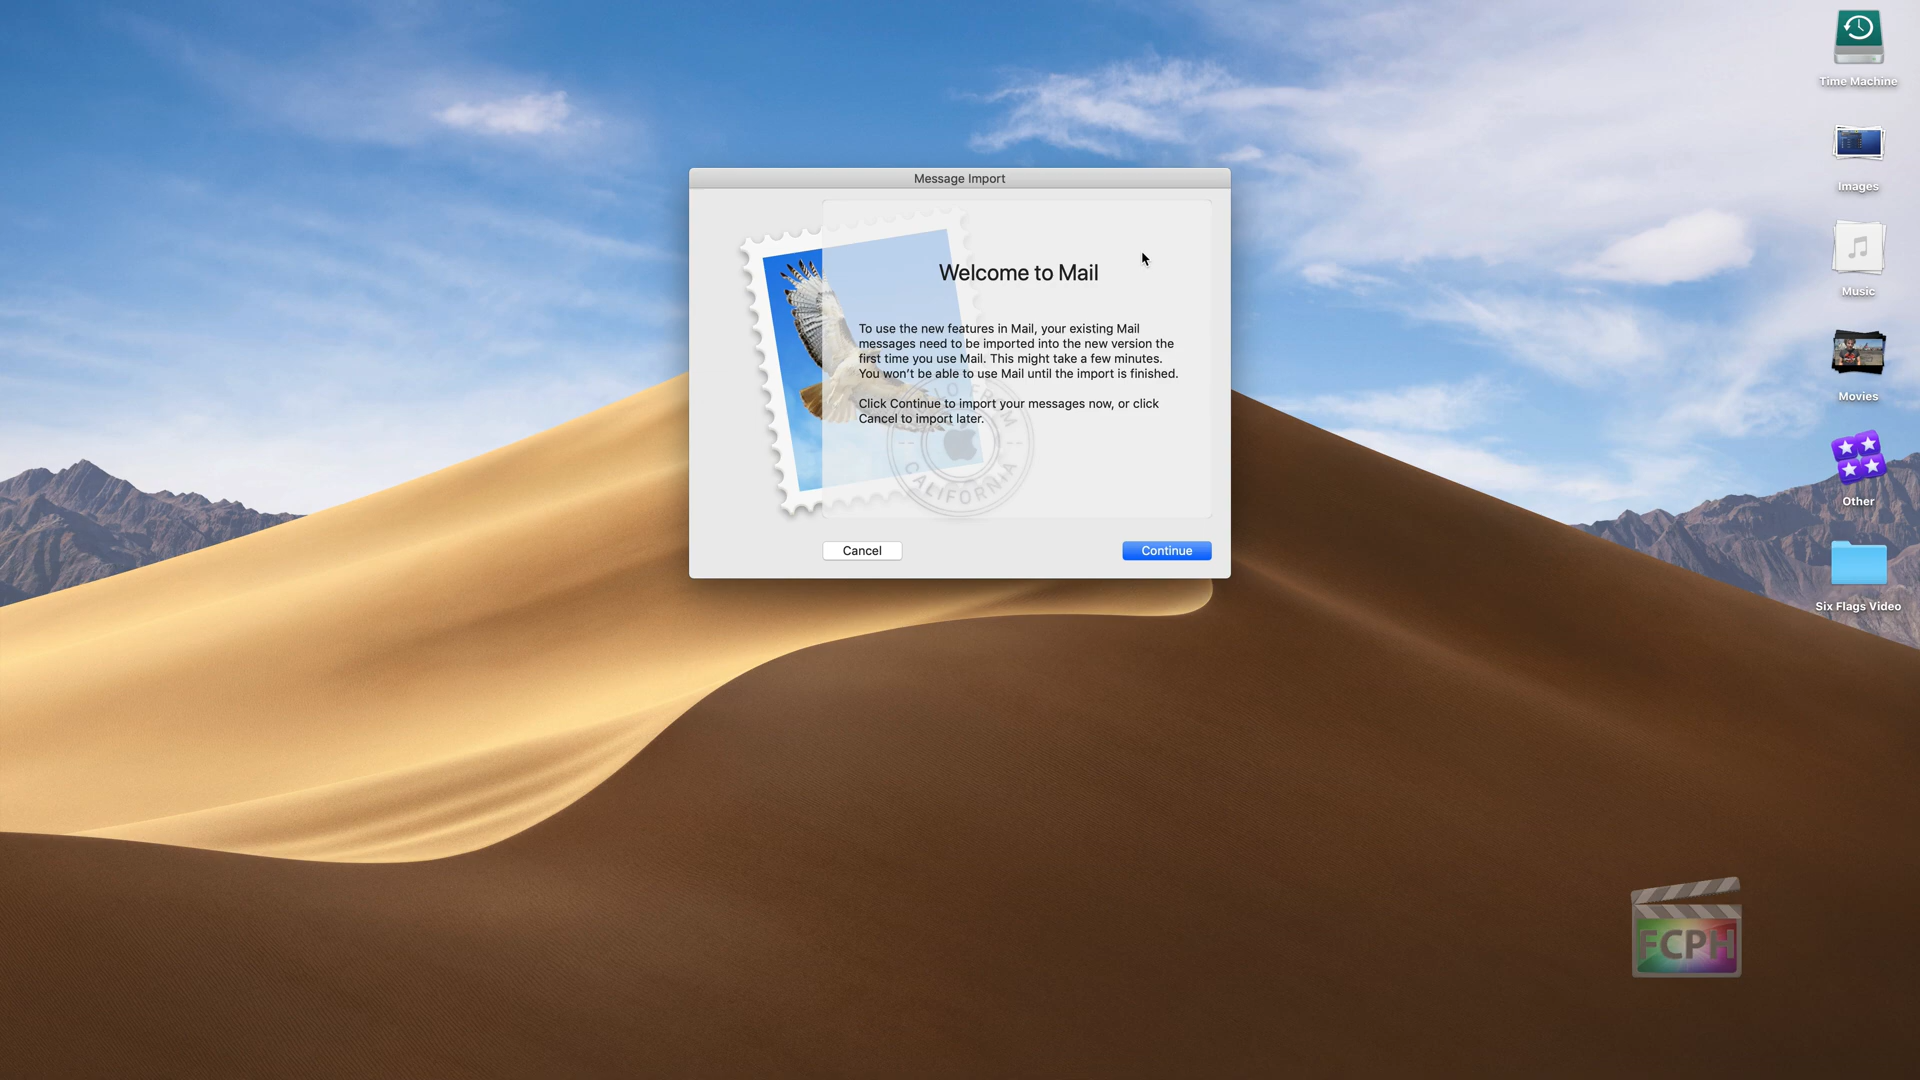 Message Import
Welcome to Mail
To use the new features in Mail, your existing Mail
messages need to be imported into the new version the
first time you use Mail. This might take a few minutes.
You won’t be able to use Mail until the import is finished.
Click Continue to import your messages now, or click
Cancel to import later.
CALIFORNIA
Cancel
Continue
Time Machine
Images
Music
Movies
Other
Six Flags Video
FCPH